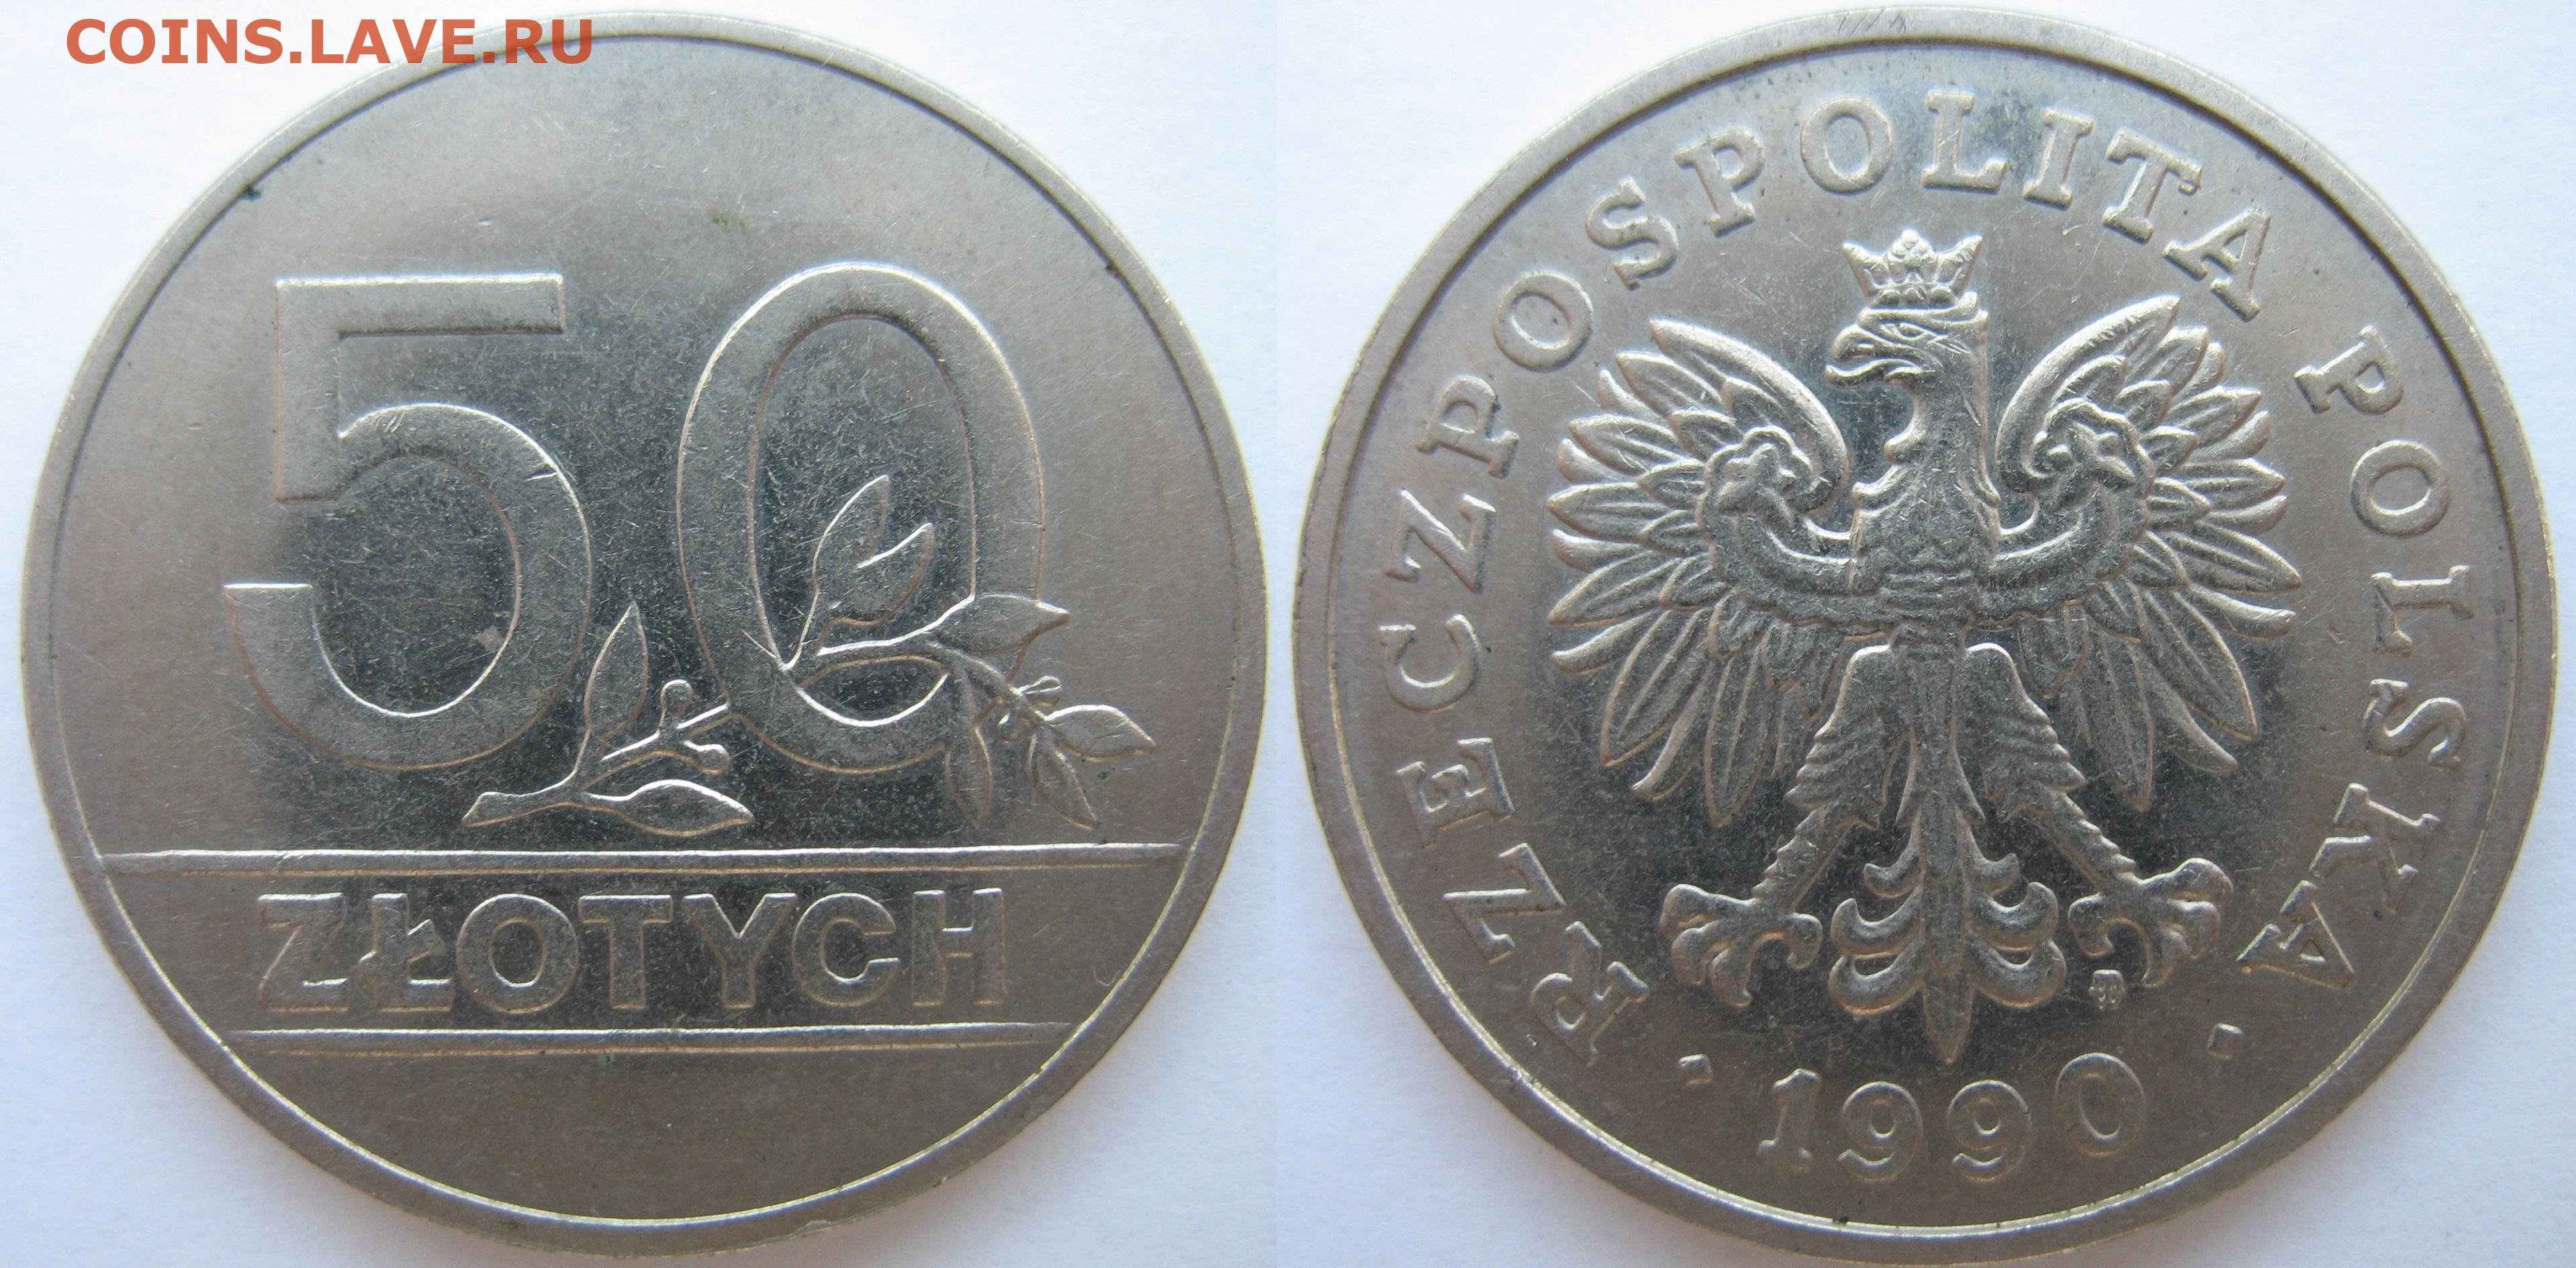 COINS.LAVE.RU
50
ZŁOTYCH
RZECZPOSPOLITA POLSKA
· 1990 ·